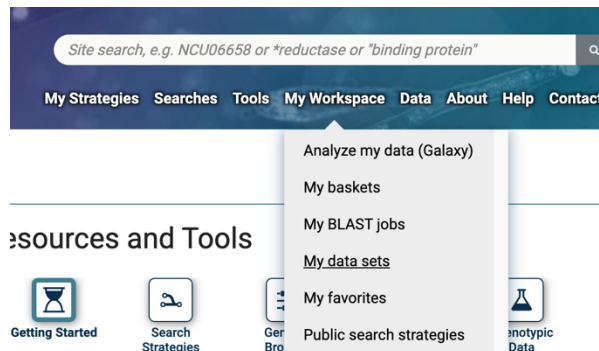 Site search, e.g. NCU06658 or *reductase or "binding protein"
My Strategies Searches Tools My Workspace Data About Help Contact
Analyze my data (Galaxy)
My baskets
My BLAST jobs
My data sets
My favorites
Public search strategies
esources and Tools
Getting Started
Search
Strategies
Gen
Bro
enotypic
Data